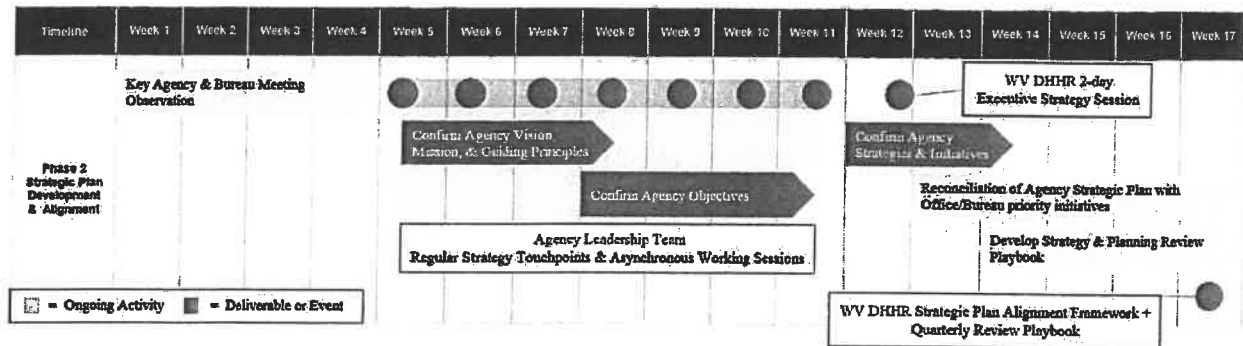 Timeline Week 1 Week 2 Week 3 Week 4 Week 5 Week 6 Week 7 Week 8 Week 9 Week 10 Week 11 Week 12 Week 13 Week 14 Week 15 Week 16 Week 17
Key Agency & Bureau Meeting
Observation
WV DHHR 2-day
Executive Strategy Session
Confirm Agency Vision
Mission, & Guiding Principles
Confirm Agency
Strategies & Initiatives
Phase 2
Strategic Plan
Development
& Alignment
Confirm Agency Objectives
Reconciliation of Agency Strategic Plan with
Office/Bureau priority initiatives
Agency Leadership Team
Regular Strategy Touchpoints & Asynchronous Working Sessions
Develop Strategy & Planning Review
Playbook
= Ongoing Activity = Deliverable or Event
WV DHHR Strategic Plan Alignment Framework +
Quarterly Review Playbook